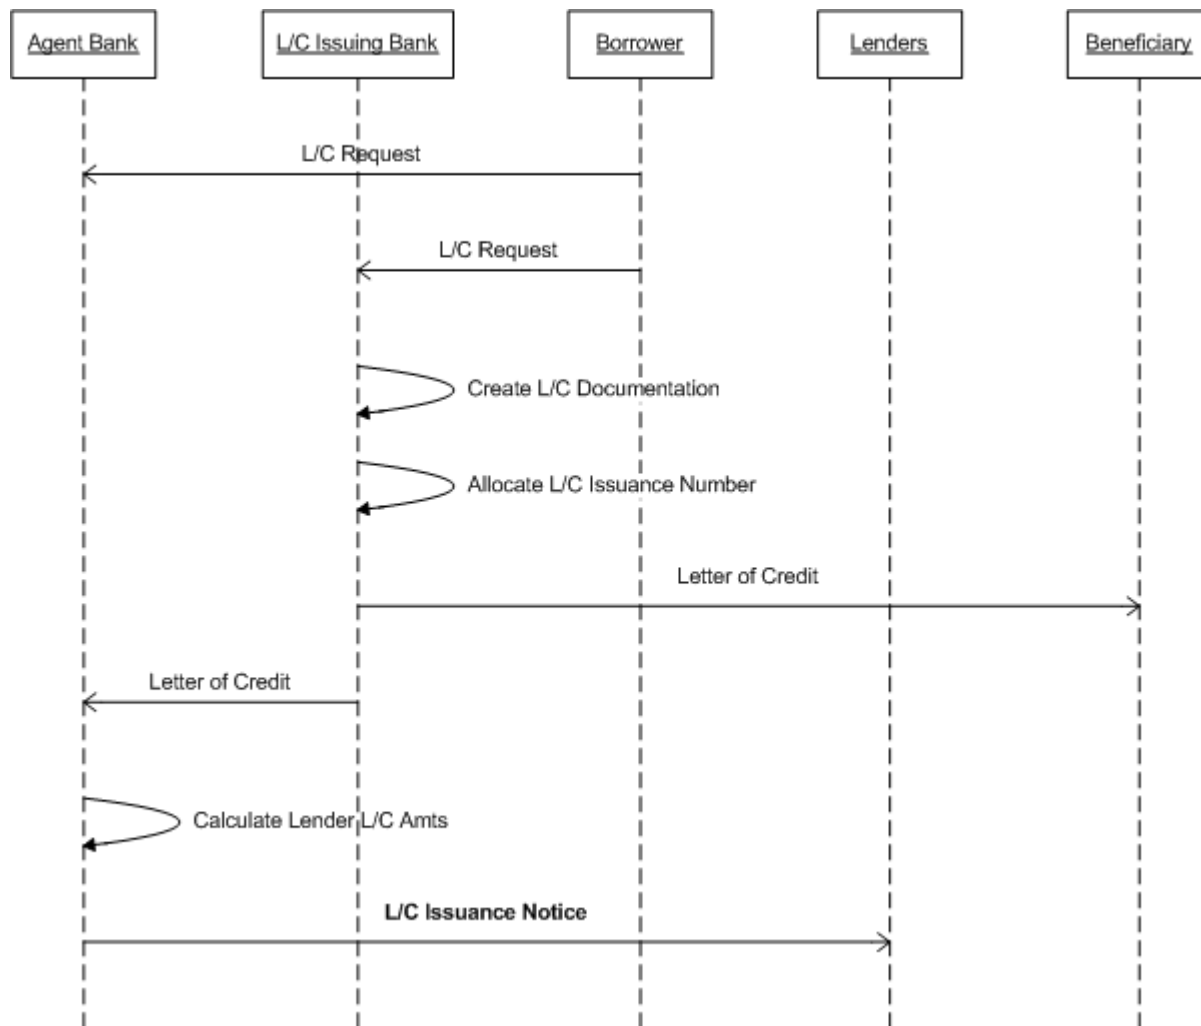 Agent Bank
L/C Issuing Bank
Borrower
Lenders
Beneficiary
L/C Request
L/C Request
Create L/C Documentation
Allocate L/C Issuance Number
Letter of Credit
Letter of Credit
Calculate Lender L/C Amts
L/C Issuance Notice